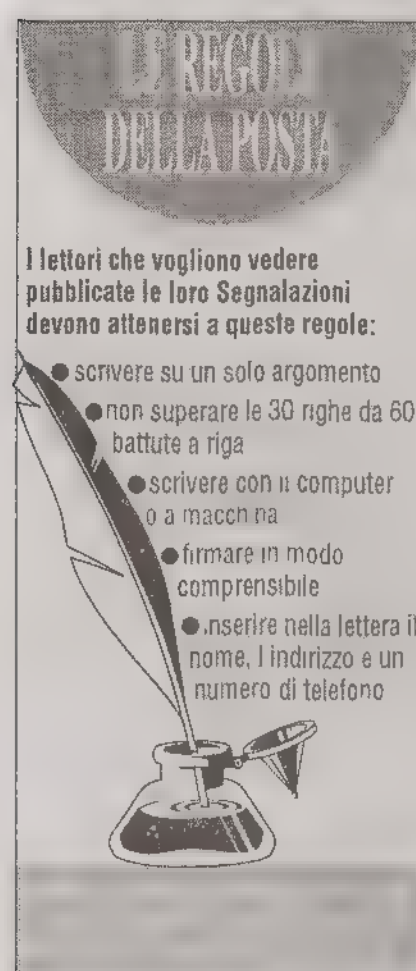 LE REGOLE
DELLA POSTA
I lettori che vogliono vedere
pubblicate le loro Segnalazioni
devono attenersi a queste regole:
● scrivere su un solo argomento
● non superare le 30 righe da 60
battute a riga
● scrivere con il computer
o a macchina
● firmare in modo
comprensibile
● inserire nella lettera il
nome, l'indirizzo e un
numero di telefono